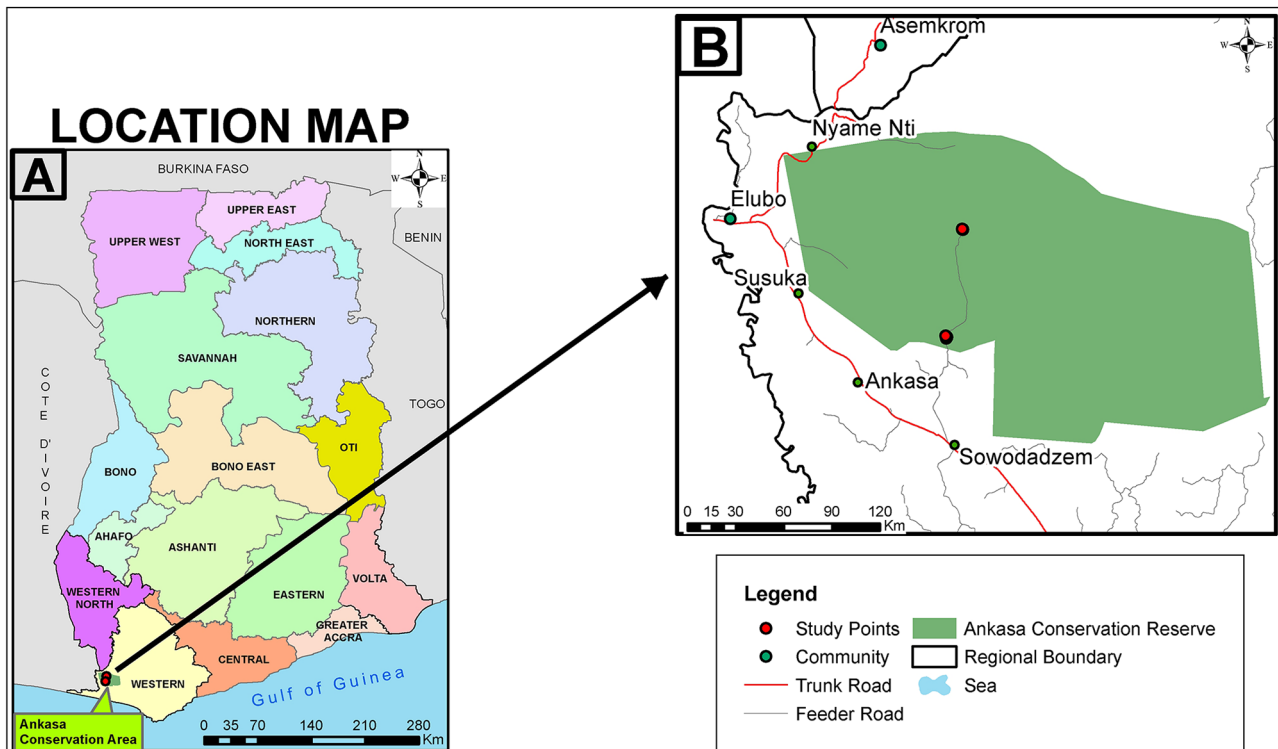 LOCATION MAP
A
N
W
E
S
BURKINA FASO
UPPER EAST
UPPER WEST
NORTH EAST
BENIN
NORTHERN
SAVANNAH
COTE D'IVOIRE
TOGO
OTI
BONO
BONO EAST
AHAFO
ASHANTI
WESTERN
NORTH
EASTERN
VOLTA
GREATER
ACCRA
CENTRAL
WESTERN
Gulf of Guinea
Ankasa
Conservation Area
0 35 70 140 210 280
Km
B
N
W
E
S
Asemkrom
Nyame Nti
Elubo
Susuka
Ankasa
Sowodadzem
0 15 30 60 90 120
Km
Legend
Study Points
Ankasa Conservation Reserve
Community
Regional Boundary
Trunk Road
Sea
Feeder Road